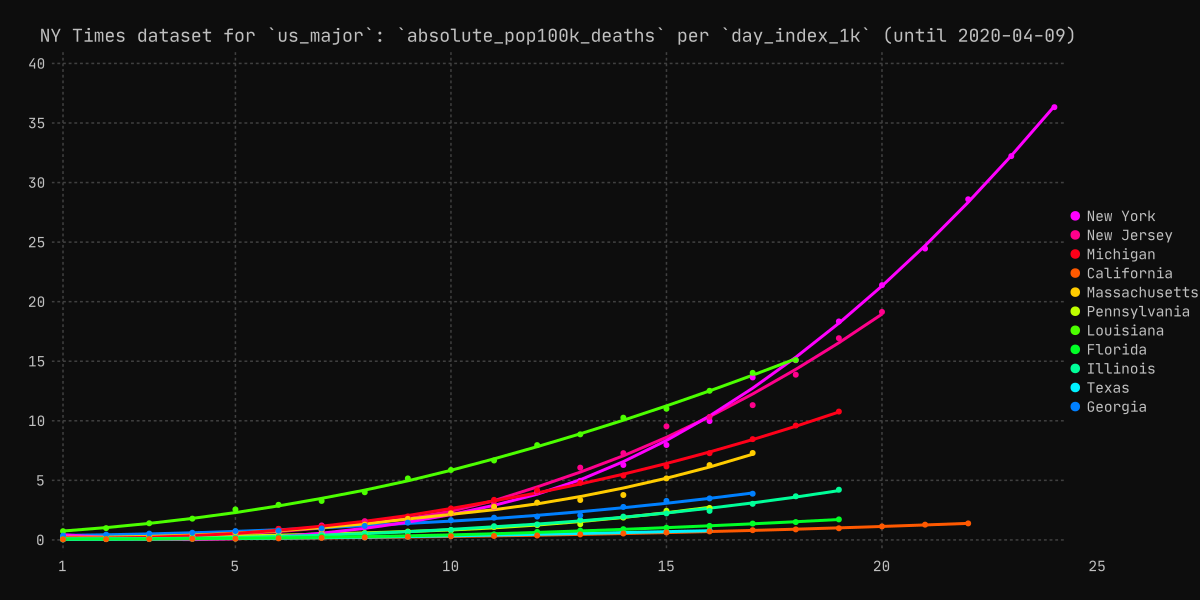 NY Times dataset for `us_major`: `absolute_pop100k_deaths` per `day_index_1k` (until 2020-04-09)
40
35
30
25
20
15
10
5
0
1 5 10 15 20 25
New York
New Jersey
Michigan
California
Massachusetts
Pennsylvania
Louisiana
Florida
Illinois
Texas
Georgia